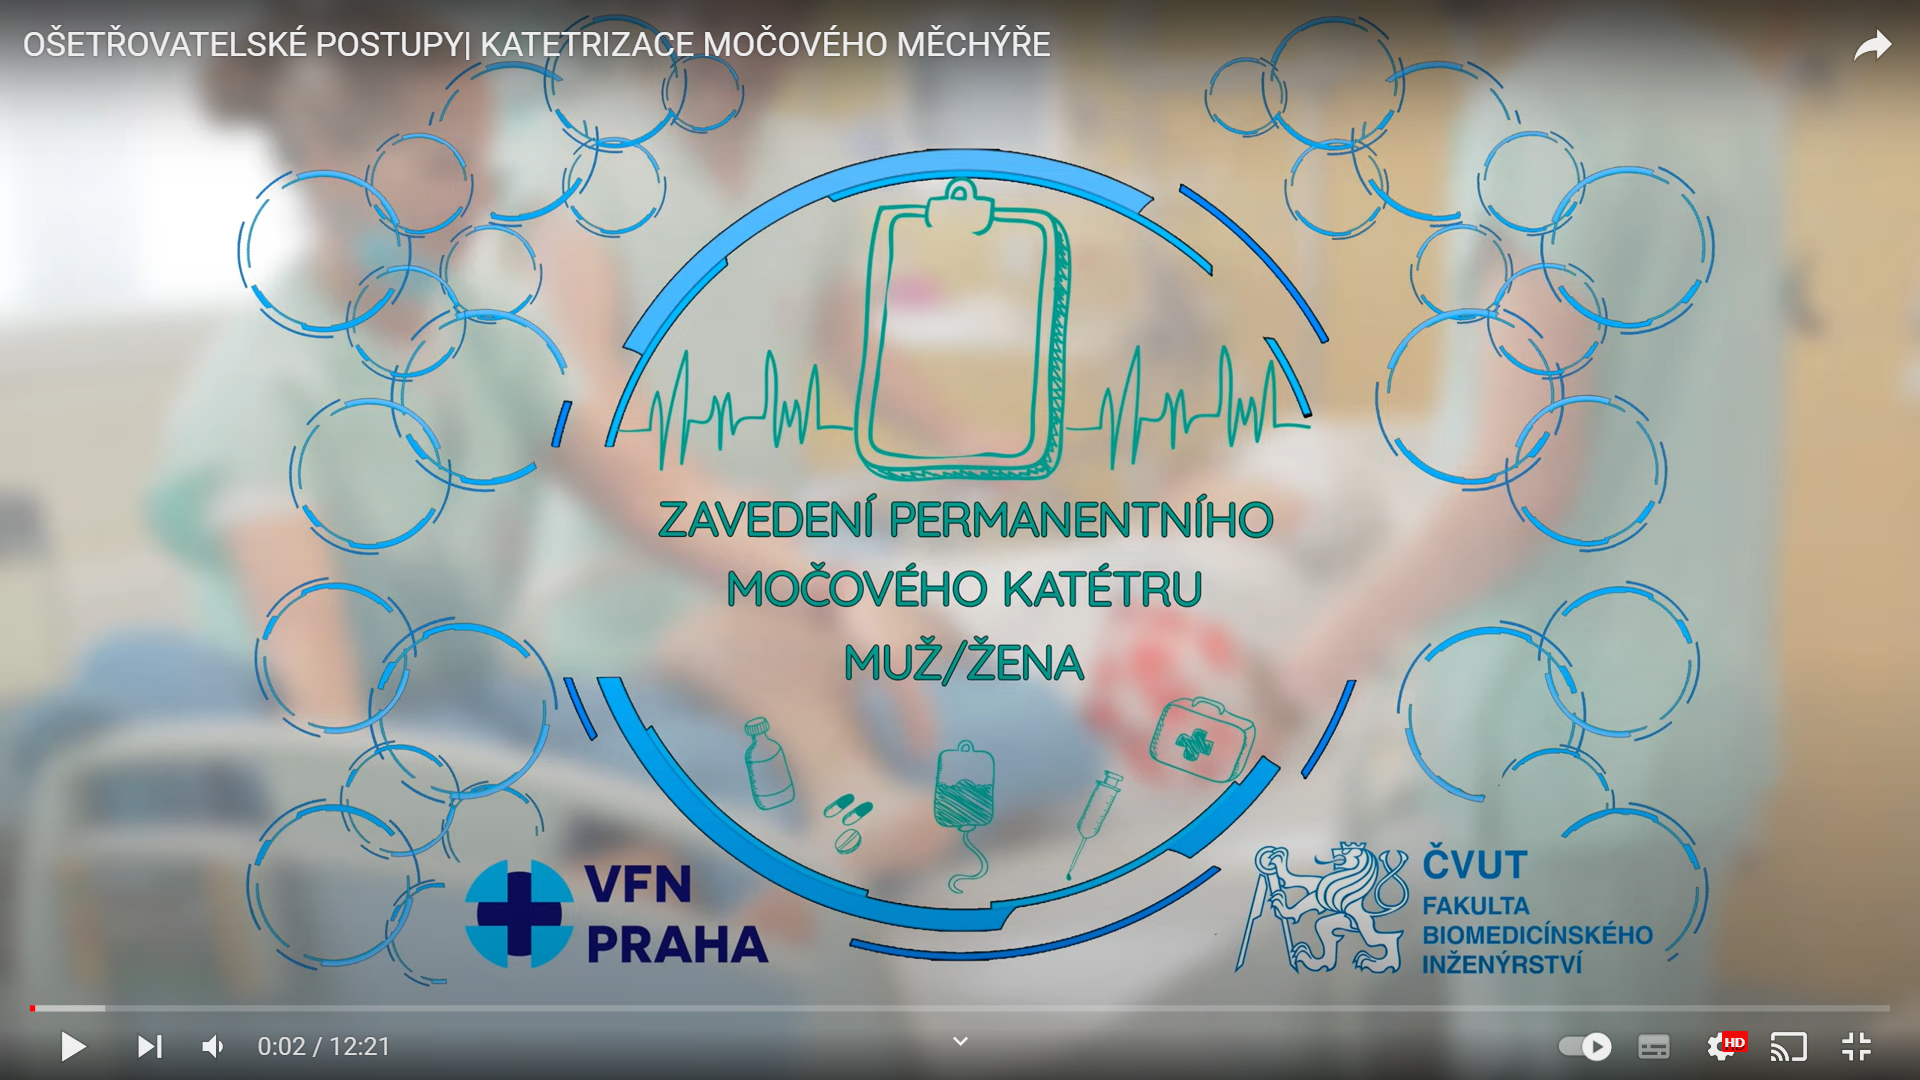 OŠETŘOVATELSKÉ POSTUPY| KATETRIZACE MOČOVÉHO MĚCHÝŘE
ZAVEDENÍ PERMANENTNÍHO
MOČOVÉHO KATÉTRU
MUŽ/ŽENA
VFN
PRAHA
ČVUT
FAKULTA
BIOMEDICÍNSKÉHO
INŽENÝRSTVÍ
0:02 / 12:21
HD